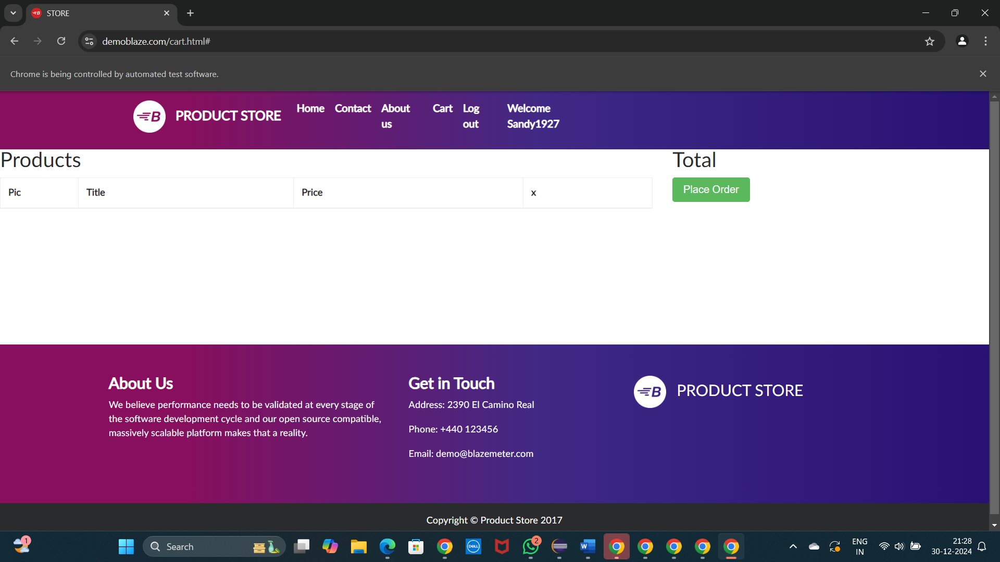 STORE
demoblaze.com/cart.html#
Chrome is being controlled by automated test software.
B PRODUCT STORE Home Contact About us Cart Log out Welcome Sandy1927
Products
Total
Pic Title Price x
Place Order
About Us
We believe performance needs to be validated at every stage of
the software development cycle and our open source compatible,
massively scalable platform makes that a reality.
Get in Touch
Address: 2390 El Camino Real
Phone: +440 123456
Email: demo@blazemeter.com
B PRODUCT STORE
Copyright © Product Store 2017
1
Search
DELL
2
W
ENG
IN
21:28
30-12-2024